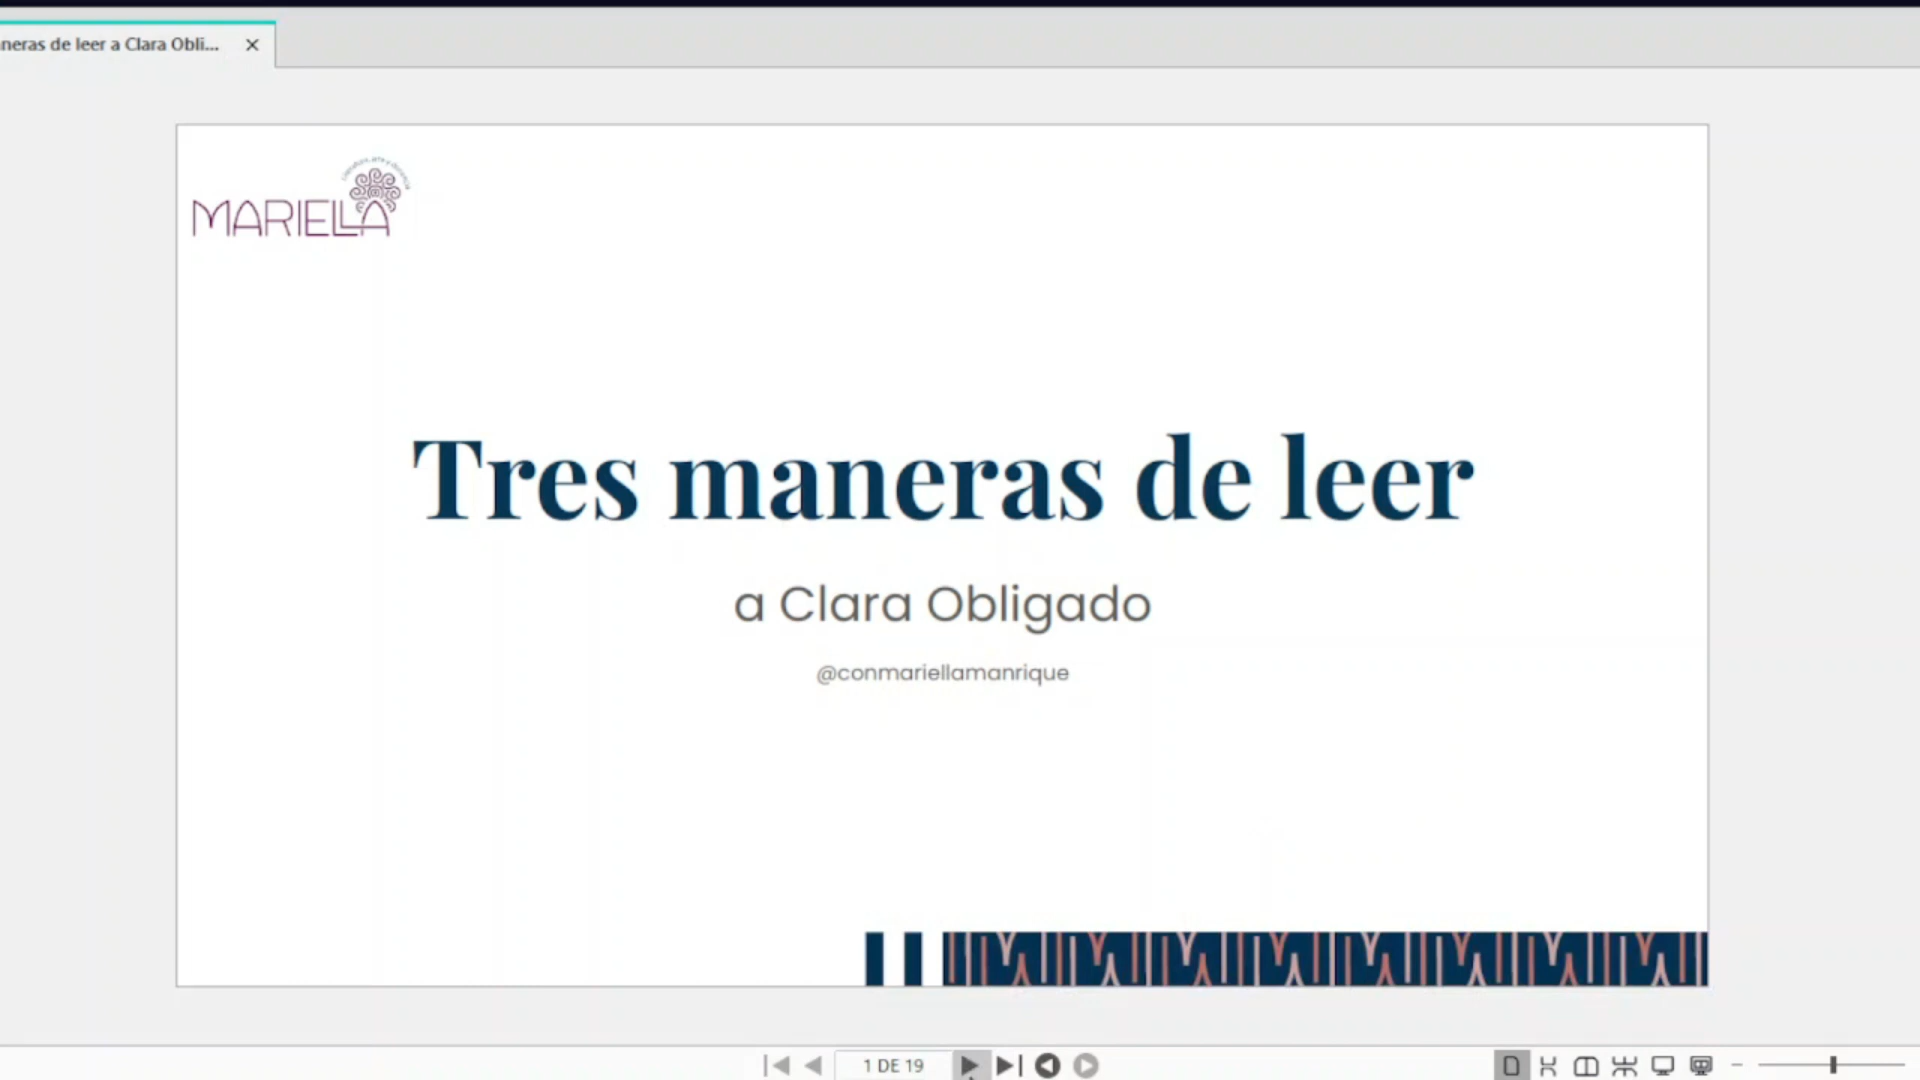 neras de leer a Clara Obli...
MARIELLA
Tres maneras de leer
a Clara Obligado
@conmariellamanrique
1 DE 19